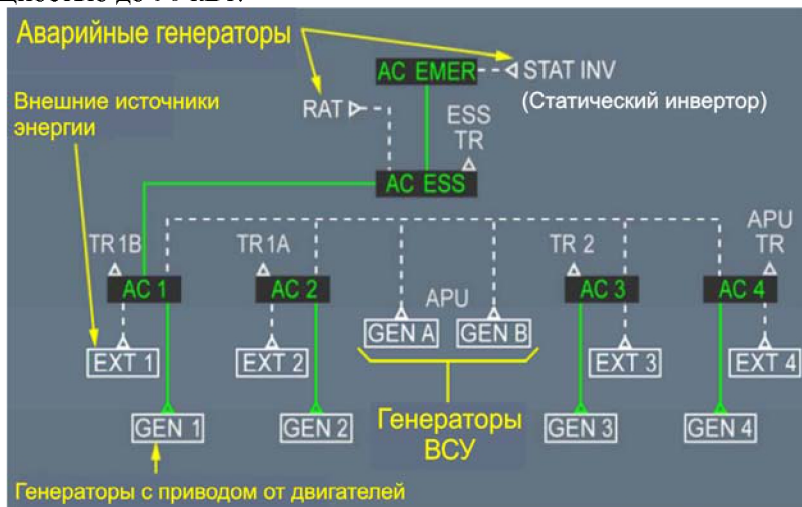 Аварийные генераторы
AC EMER
STAT INV
(Статический инвертор)
Внешние источники
энергии
RAT
ESS
TR
AC ESS
TR 1B
TR 1A
TR 2
APU
TR
AC 1
AC 2
APU
AC 3
AC 4
GEN A
GEN B
EXT 1
EXT 2
EXT 3
EXT 4
GEN 1
GEN 2
Генераторы
ВСУ
GEN 3
GEN 4
Генераторы с приводом от двигателей